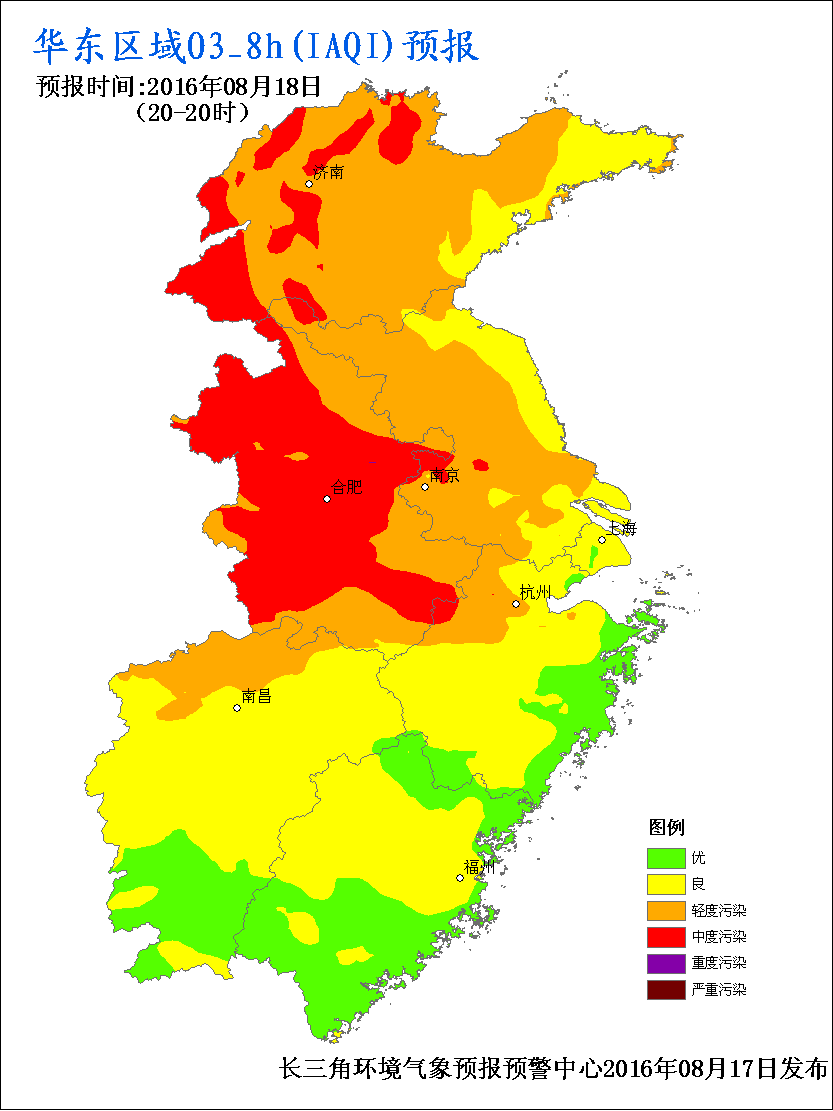 华东区域O3_8h(IAQI)预报
预报时间:2016年08月18日
(20-20时)
济南
南京
合肥
上海
杭州
南昌
福州
图例
优
良
轻度污染
中度污染
重度污染
严重污染
长三角环境气象预报预警中心2016年08月17日发布